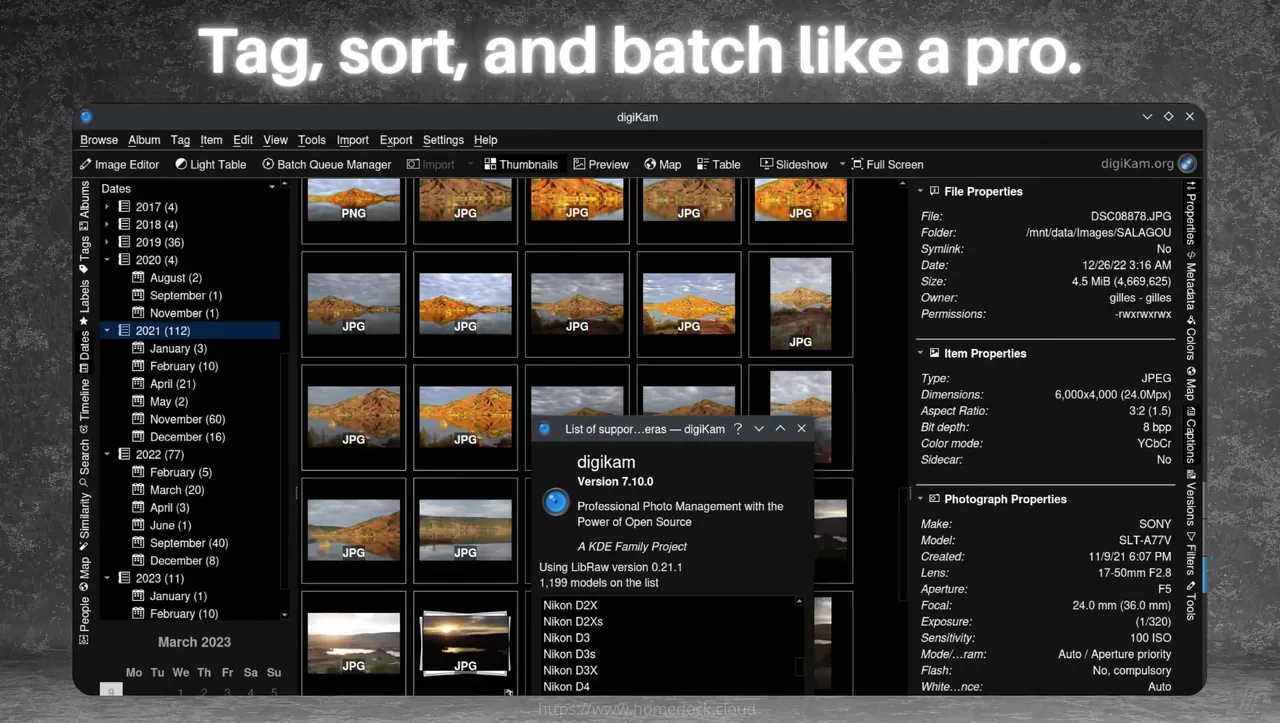 Tag, sort, and batch like a pro.
digiKam
Browse Album Tag Item Edit View Tools Import Export Settings Help
Image Editor Light Table Batch Queue Manager Import Thumbnails Preview Map Table Slideshow Full Screen digiKam.org
Albums
Tags
Labels
Dates
Timeline
Search
Similarity
Map
People
Dates
2017 (4)
2018 (4)
2019 (36)
2020 (4)
August (2)
September (1)
November (1)
2021 (112)
January (3)
February (10)
April (21)
May (2)
November (60)
December (16)
2022 (77)
February (5)
March (20)
April (3)
June (1)
September (40)
December (8)
2023 (11)
January (1)
February (10)
March 2023
Mo Tu We Th Fr Sa Su
9 1 2 3 4 5
PNG JPG JPG JPG JPG
JPG JPG JPG JPG JPG
JPG JPG
JPG JPG
JPG JPG
List of suppor...eras — digiKam
digikam
Version 7.10.0
Professional Photo Management with the
Power of Open Source
A KDE Family Project
Using LibRaw version 0.21.1
1,199 models on the list
Nikon D2X
Nikon D2Xs
Nikon D3
Nikon D3s
Nikon D3X
Nikon D4
File Properties
File: DSC08878.JPG
Folder: /mnt/data/Images/SALAGOU
Symlink: No
Date: 12/26/22 3:16 AM
Size: 4.5 MiB (4,669,625)
Owner: gilles - gilles
Permissions: -rwxrwxrwx
Item Properties
Type: JPEG
Dimensions: 6,000x4,000 (24.0Mpx)
Aspect Ratio: 3:2 (1.5)
Bit depth: 8 bpp
Color mode: YCbCr
Sidecar: No
Photograph Properties
Make: SONY
Model: SLT-A77V
Created: 11/9/21 6:07 PM
Lens: 17-50mm F2.8
Aperture: F5
Focal: 24.0 mm (36.0 mm)
Exposure: (1/320)
Sensitivity: 100 ISO
Mode/...ram: Auto / Aperture priority
Flash: No, compulsory
White...nce: Auto
Properties
Metadata
Colors
Map
Captions
Versions
Filters
Tools
https://www.homedock.cloud